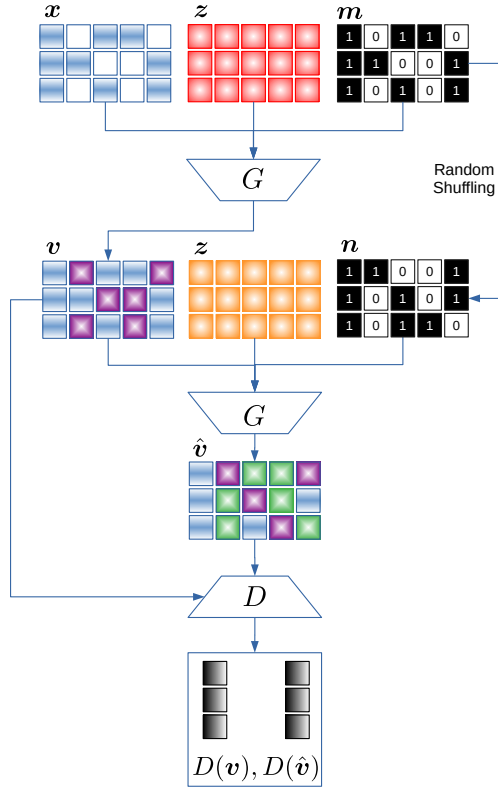 x z m
1 0 1 1 0
1 1 0 0 1
1 0 1 0 1
G
Random
Shuffling
v z n
1 1 0 0 1
1 0 1 0 1
1 0 1 1 0
G
v̂
D
D(v), D(v̂)